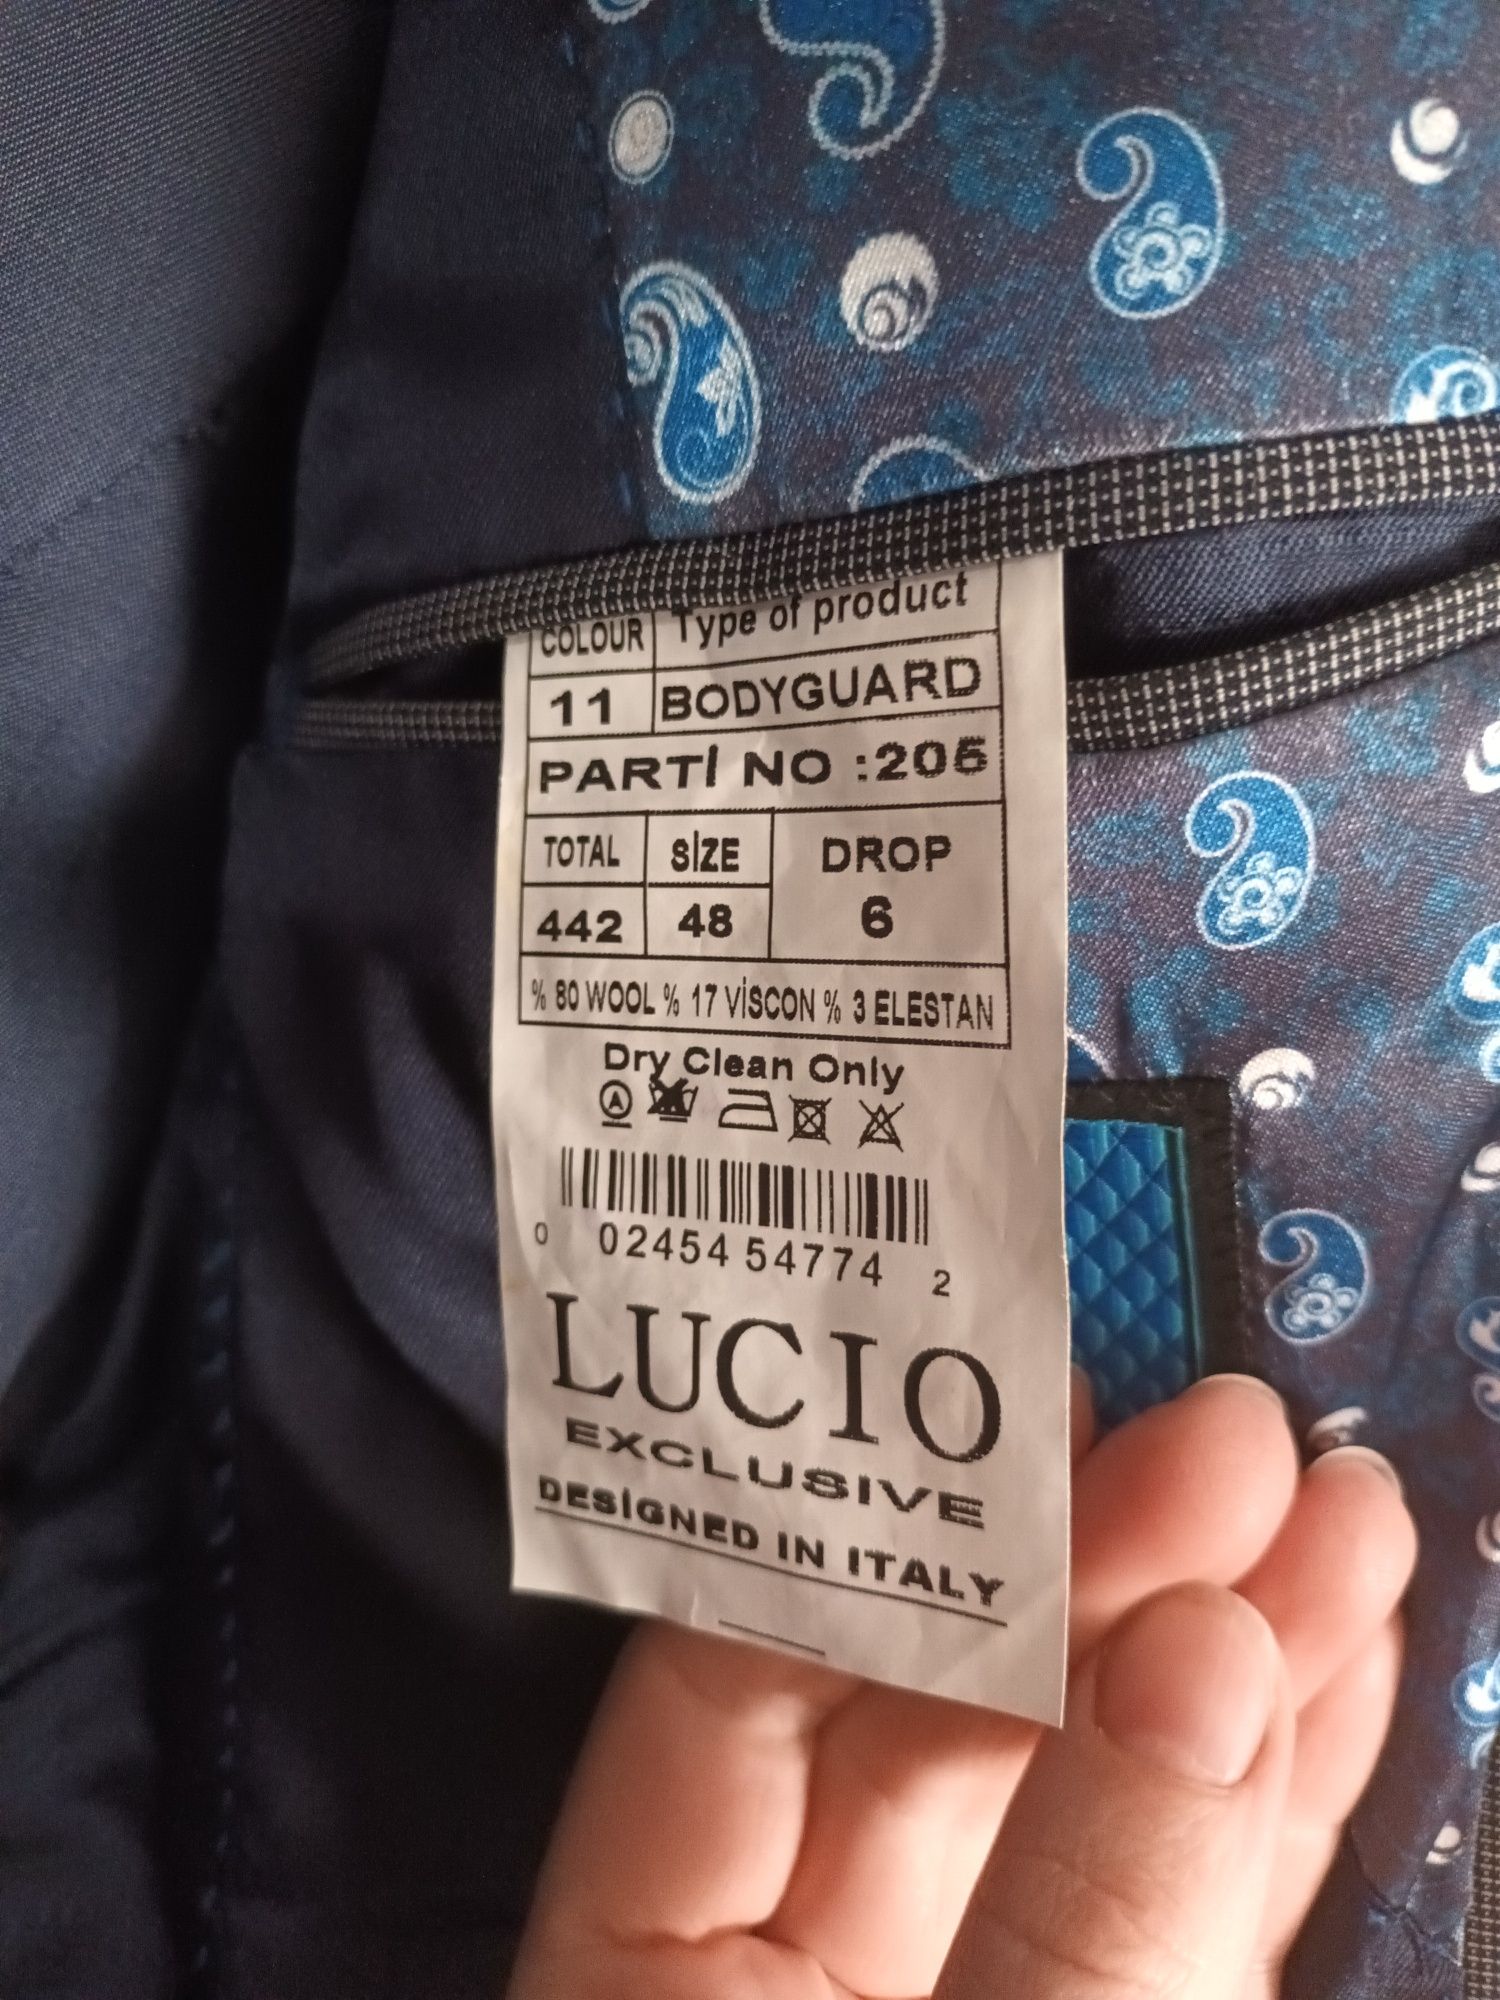 COLOUR Type of product
11 BODYGUARD
PARTİ NO :206
TOTAL SİZE DROP
442 48 6
% 80 WOOL % 17 VİSCON % 3 ELESTAN
Dry Clean Only
A
0 02454 54774 2
LUCIO
EXCLUSIVE
DESİGNED IN ITALY